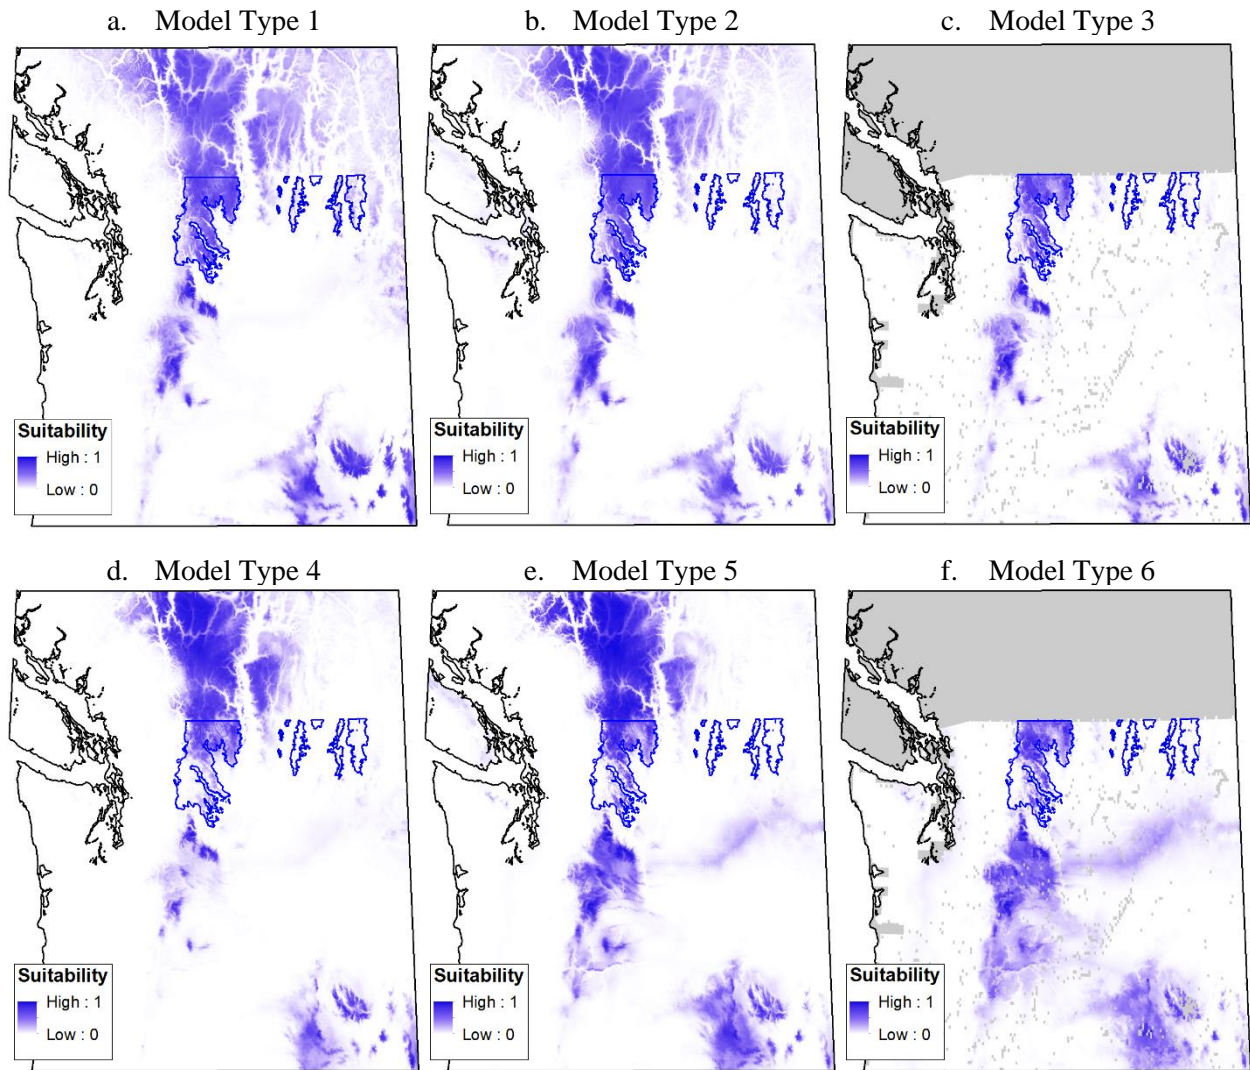 a. Model Type 1
b. Model Type 2
c. Model Type 3
Suitability
High : 1
Low : 0
Suitability
High : 1
Low : 0
Suitability
High : 1
Low : 0
d. Model Type 4
e. Model Type 5
f. Model Type 6
Suitability
High : 1
Low : 0
Suitability
High : 1
Low : 0
Suitability
High : 1
Low : 0